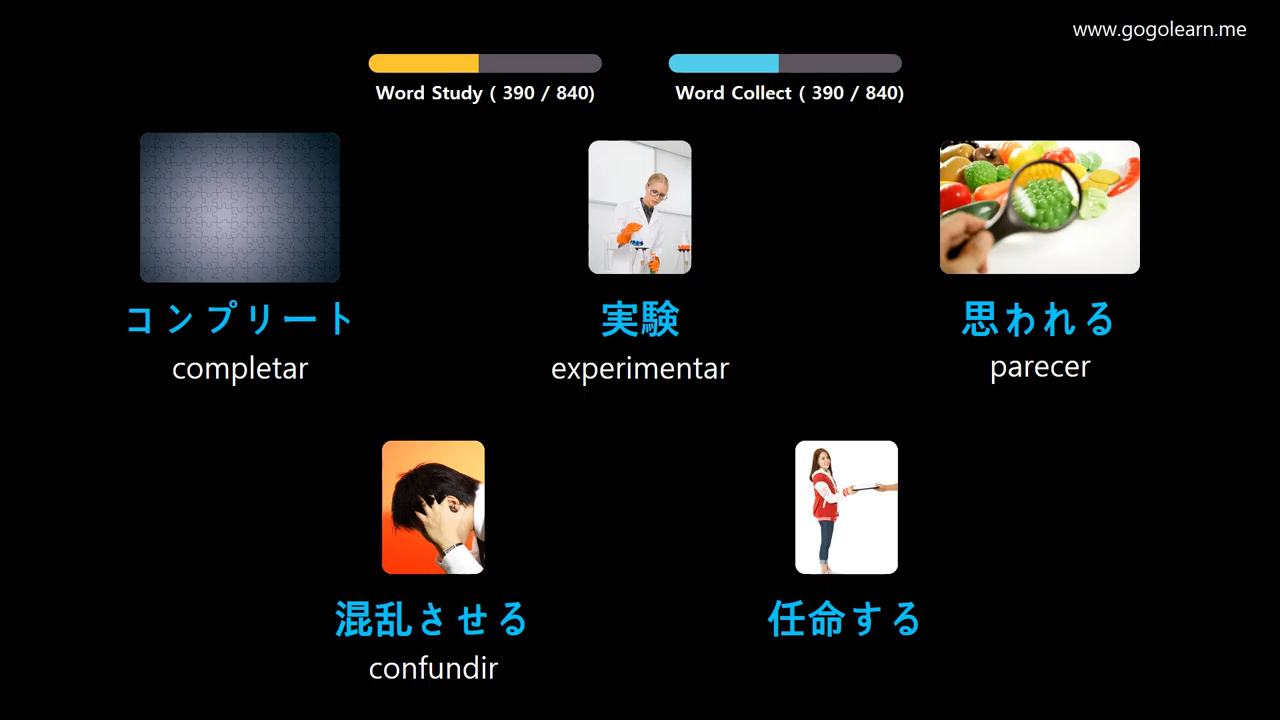 www.gogolearn.me
Word Study ( 390 / 840)
Word Collect ( 390 / 840)
コンプリート
completar
実験
experimentar
思われる
parecer
混乱させる
confundir
任命する